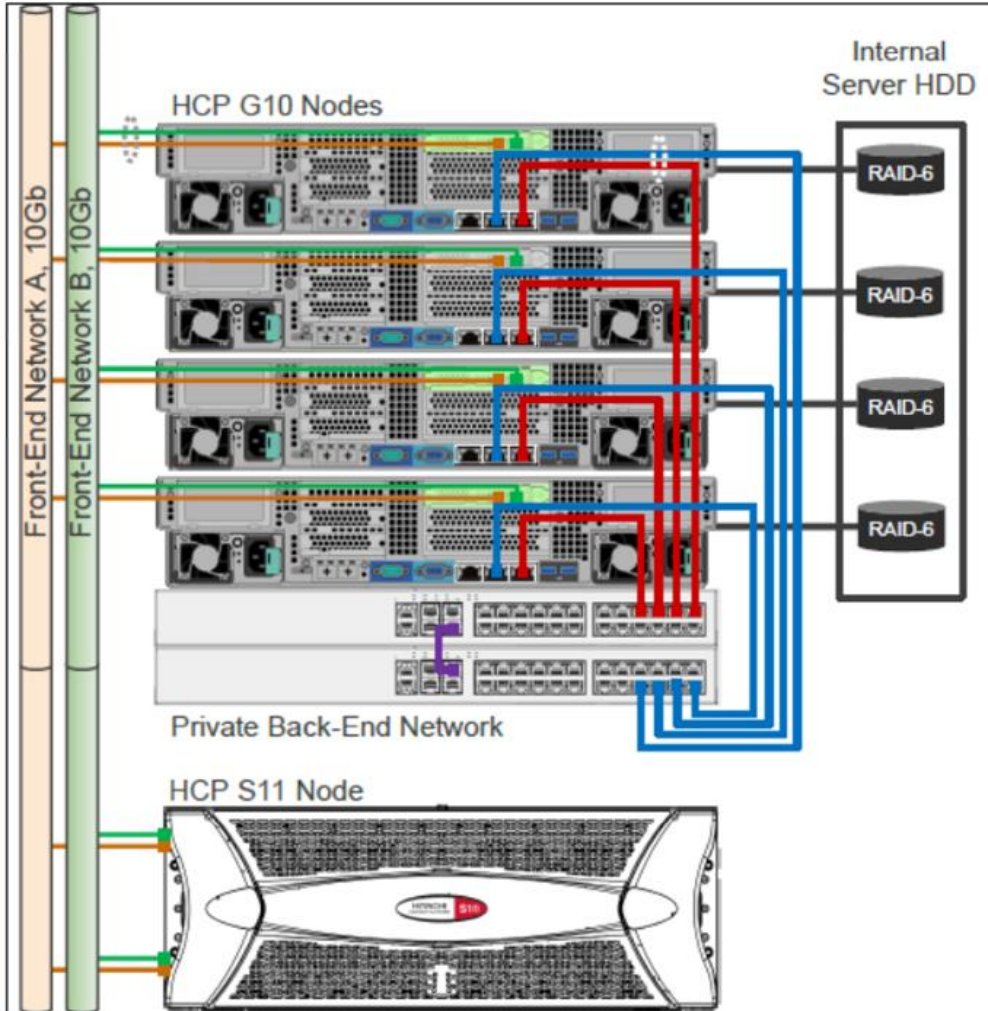 Internal
Server HDD
HCP G10 Nodes
Front-End Network A, 10Gb
Front-End Network B, 10Gb
RAID-6
RAID-6
RAID-6
RAID-6
Private Back-End Network
HCP S11 Node
HITACHI